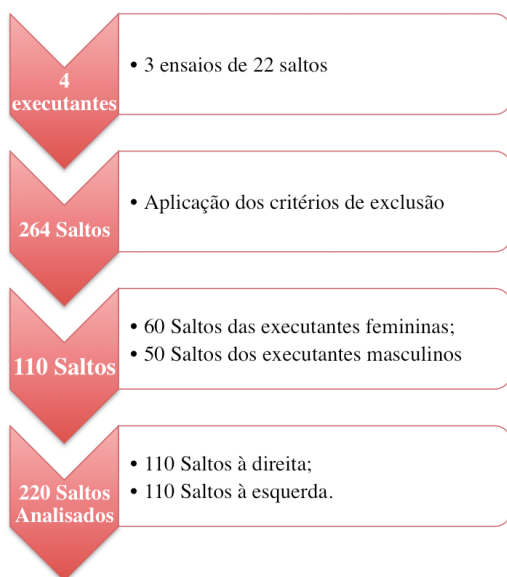 4
executantes
• 3 ensaios de 22 saltos
264 Saltos
• Aplicação dos critérios de exclusão
110 Saltos
• 60 Saltos das executantes femininas;
• 50 Saltos dos executantes masculinos
220 Saltos
Analisados
• 110 Saltos à direita;
• 110 Saltos à esquerda.